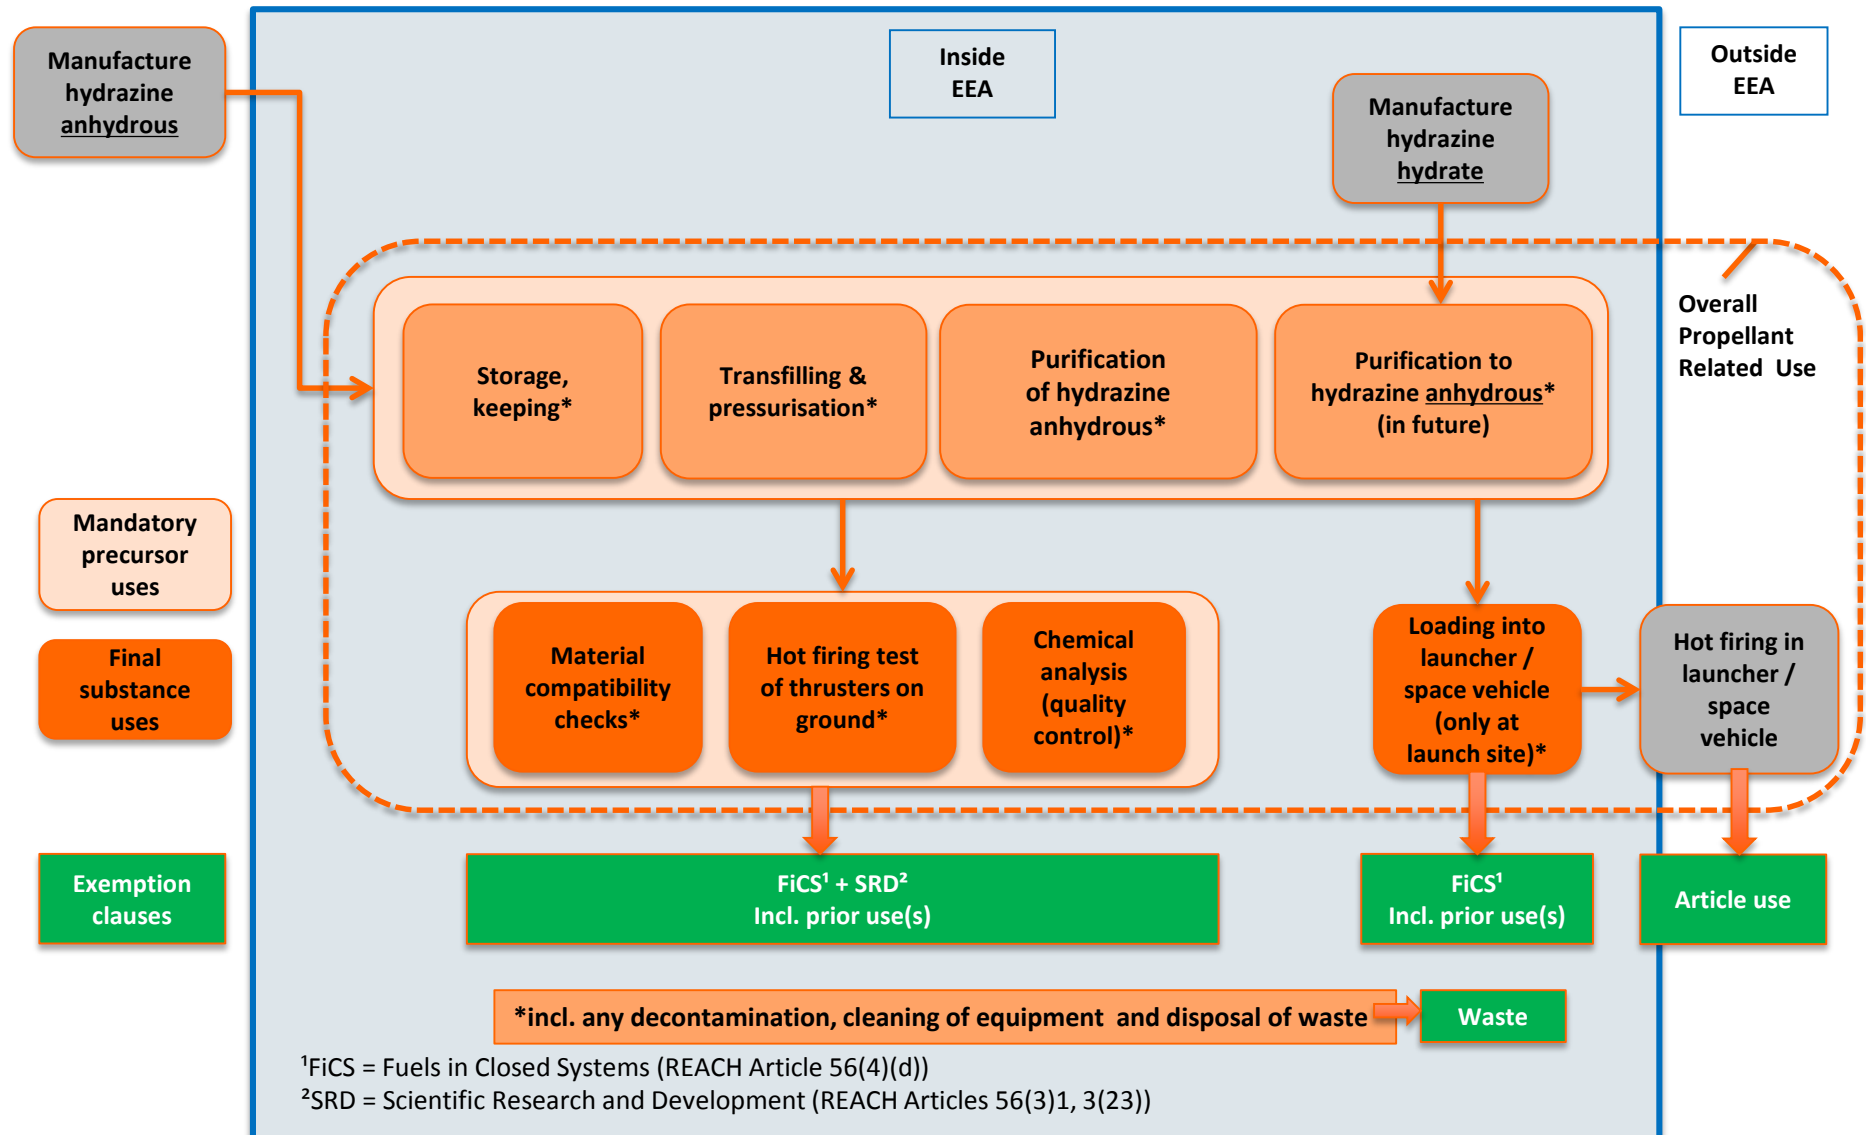 Manufacture
hydrazine
anhydrous
Inside
EEA
Outside
EEA
Manufacture
hydrazine
hydrate
Overall
Propellant
Related Use
Storage,
keeping*
Transfilling &
pressurisation*
Purification
of hydrazine
anhydrous*
Purification to
hydrazine anhydrous*
(in future)
Mandatory
precursor
uses
Final
substance
uses
Material
compatibility
checks*
Hot firing test
of thrusters on
ground*
Chemical
analysis
(quality
control)*
Loading into
launcher /
space vehicle
(only at
launch site)*
Hot firing in
launcher /
space
vehicle
Exemption
clauses
FiCS¹ + SRD²
Incl. prior use(s)
FiCS¹
Incl. prior use(s)
Article use
*incl. any decontamination, cleaning of equipment and disposal of waste
Waste
¹FiCS = Fuels in Closed Systems (REACH Article 56(4)(d))
²SRD = Scientific Research and Development (REACH Articles 56(3)1, 3(23))